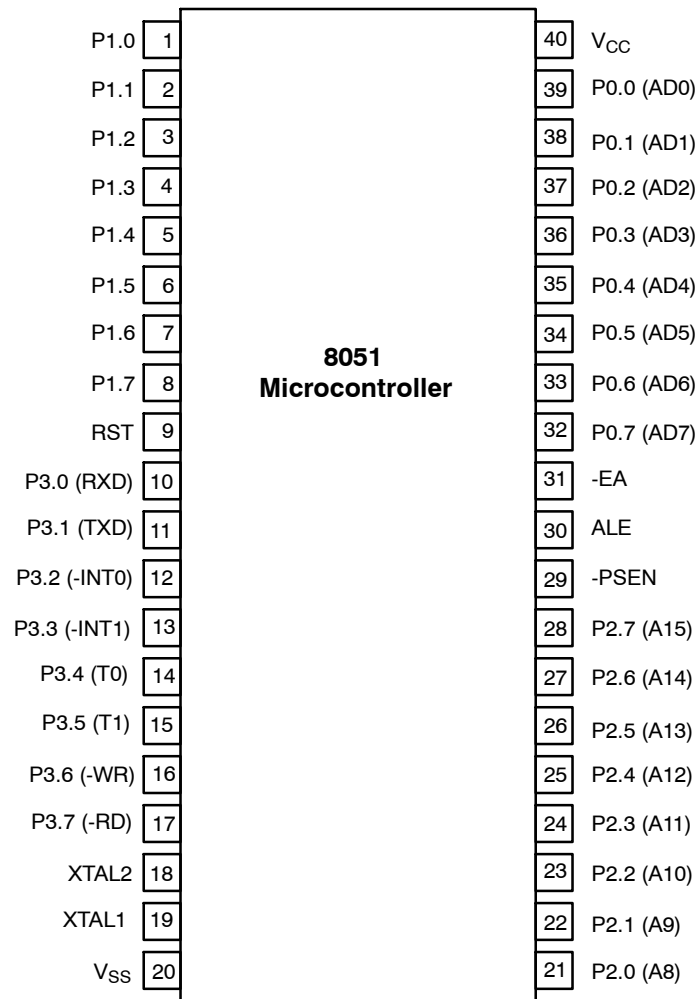 P1.0 1 40 VCC
P1.1 2 39 P0.0 (AD0)
P1.2 3 38 P0.1 (AD1)
P1.3 4 37 P0.2 (AD2)
P1.4 5 36 P0.3 (AD3)
P1.5 6 35 P0.4 (AD4)
P1.6 7 34 P0.5 (AD5)
8051
Microcontroller
P1.7 8 33 P0.6 (AD6)
RST 9 32 P0.7 (AD7)
P3.0 (RXD) 10 31 -EA
P3.1 (TXD) 11 30 ALE
P3.2 (-INT0) 12 29 -PSEN
P3.3 (-INT1) 13 28 P2.7 (A15)
P3.4 (T0) 14 27 P2.6 (A14)
P3.5 (T1) 15 26 P2.5 (A13)
P3.6 (-WR) 16 25 P2.4 (A12)
P3.7 (-RD) 17 24 P2.3 (A11)
XTAL2 18 23 P2.2 (A10)
XTAL1 19 22 P2.1 (A9)
VSS 20 21 P2.0 (A8)